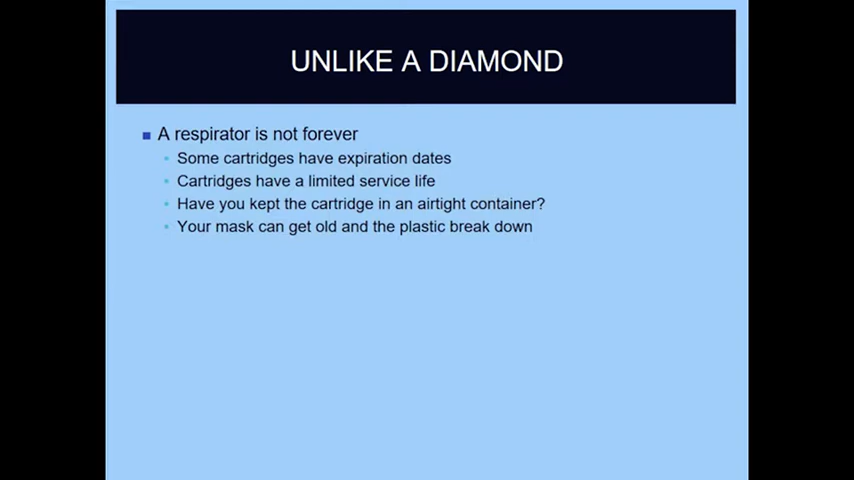 UNLIKE A DIAMOND
A respirator is not forever
Some cartridges have expiration dates
Cartridges have a limited service life
Have you kept the cartridge in an airtight container?
Your mask can get old and the plastic break down